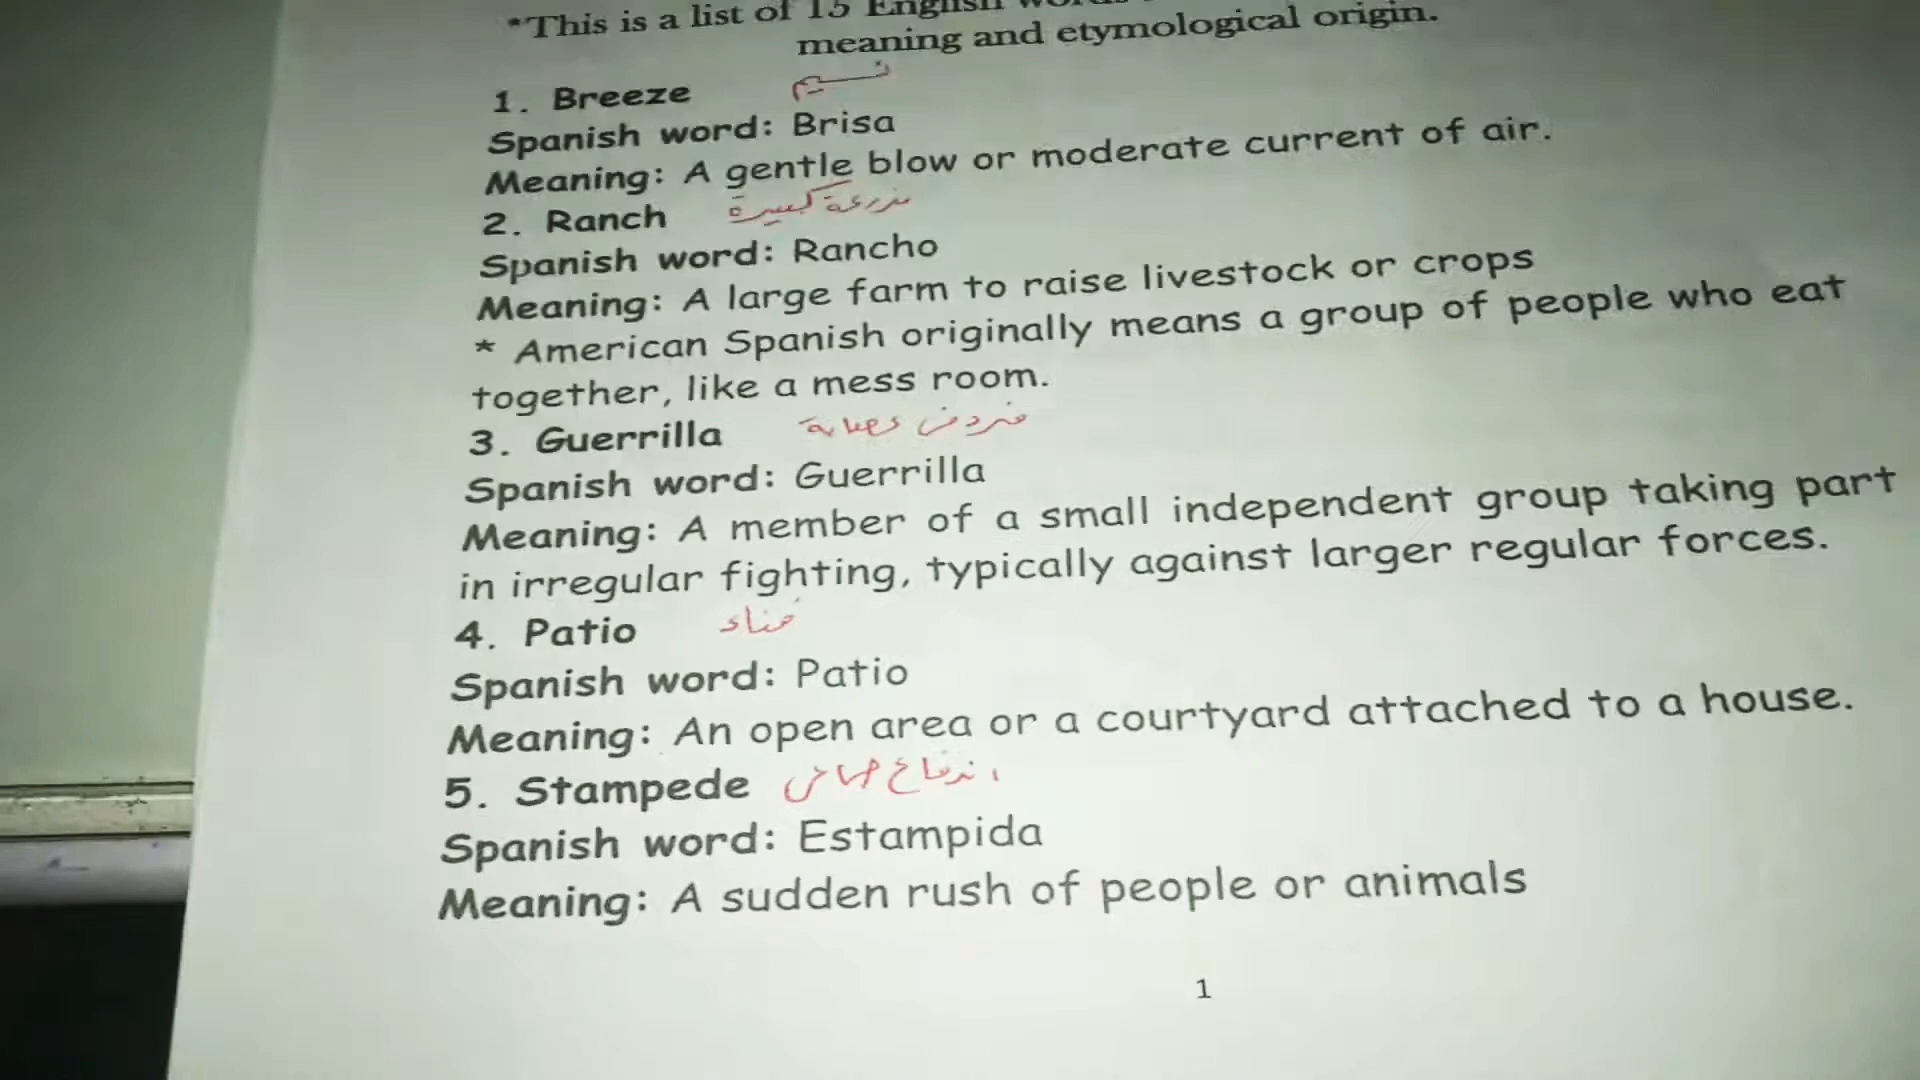 *This is a list of 15 English words
meaning and etymological origin.
1. Breeze نسيم
Spanish word: Brisa
Meaning: A gentle blow or moderate current of air.
2. Ranch مزرعة كبيرة
Spanish word: Rancho
Meaning: A large farm to raise livestock or crops
* American Spanish originally means a group of people who eat
together, like a mess room.
3. Guerrilla عصابة
Spanish word: Guerrilla
Meaning: A member of a small independent group taking part
in irregular fighting, typically against larger regular forces.
4. Patio فناء
Spanish word: Patio
Meaning: An open area or a courtyard attached to a house.
5. Stampede اندفاع
Spanish word: Estampida
Meaning: A sudden rush of people or animals
1